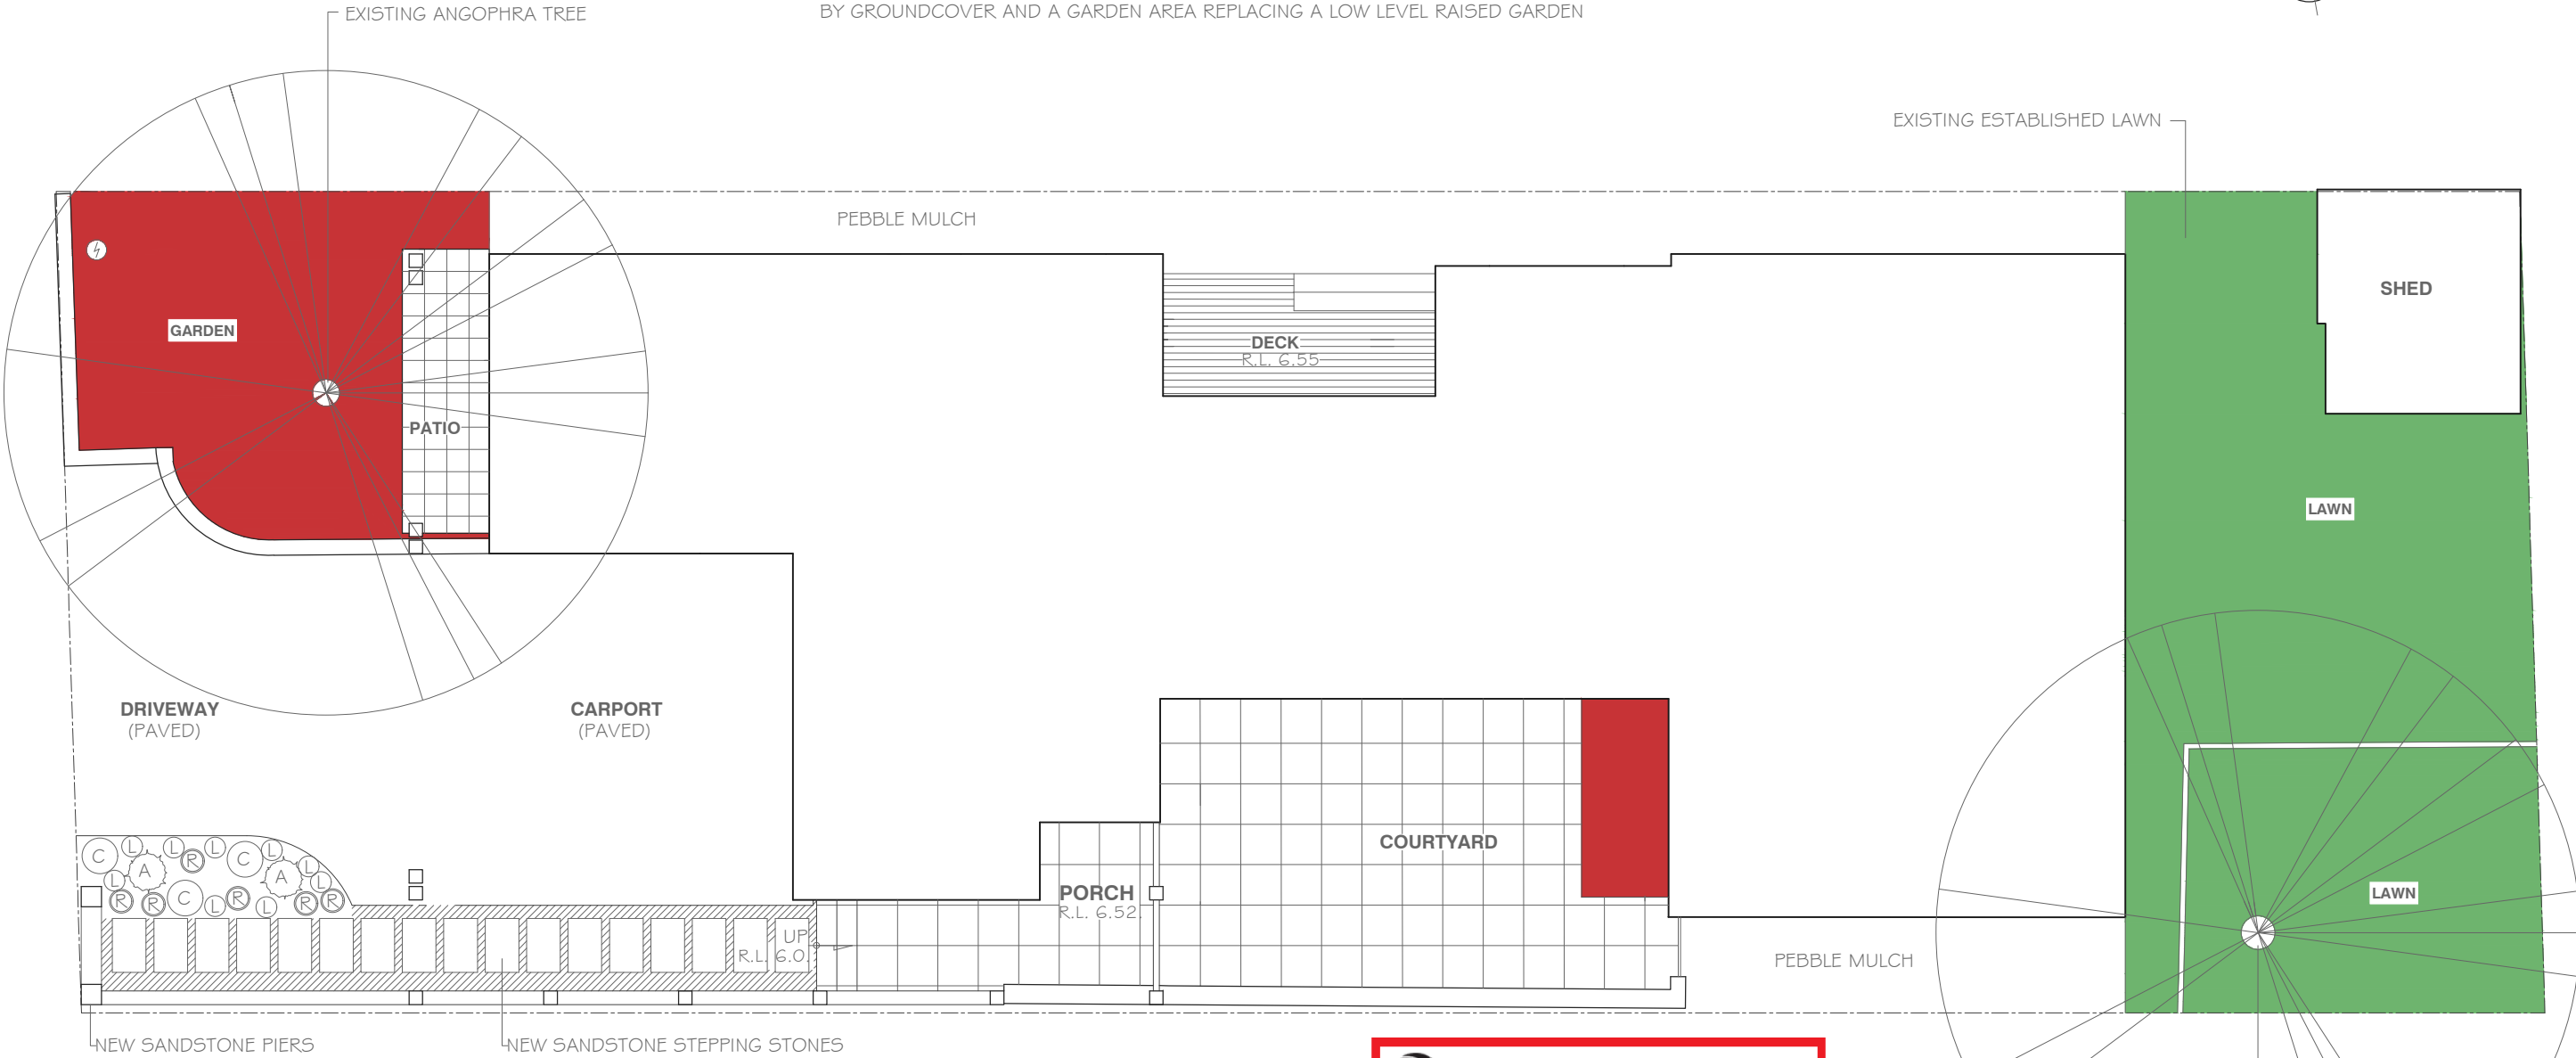 EXISTING ANGOPHRA TREE
BY GROUNDCOVER AND A GARDEN AREA REPLACING A LOW LEVEL RAISED GARDEN
EXISTING ESTABLISHED LAWN
PEBBLE MULCH
SHED
GARDEN
DECK
R.L. 6.55
PATIO
LAWN
DRIVEWAY
(PAVED)
CARPORT
(PAVED)
COURTYARD
C
L
L
L
L
R
C
L
A
A
L
L
R
R
C
L
R
L
R
R
PORCH
R.L. 6.52
LAWN
UP
R.L. 6.0
PEBBLE MULCH
NEW SANDSTONE PIERS
NEW SANDSTONE STEPPING STONES